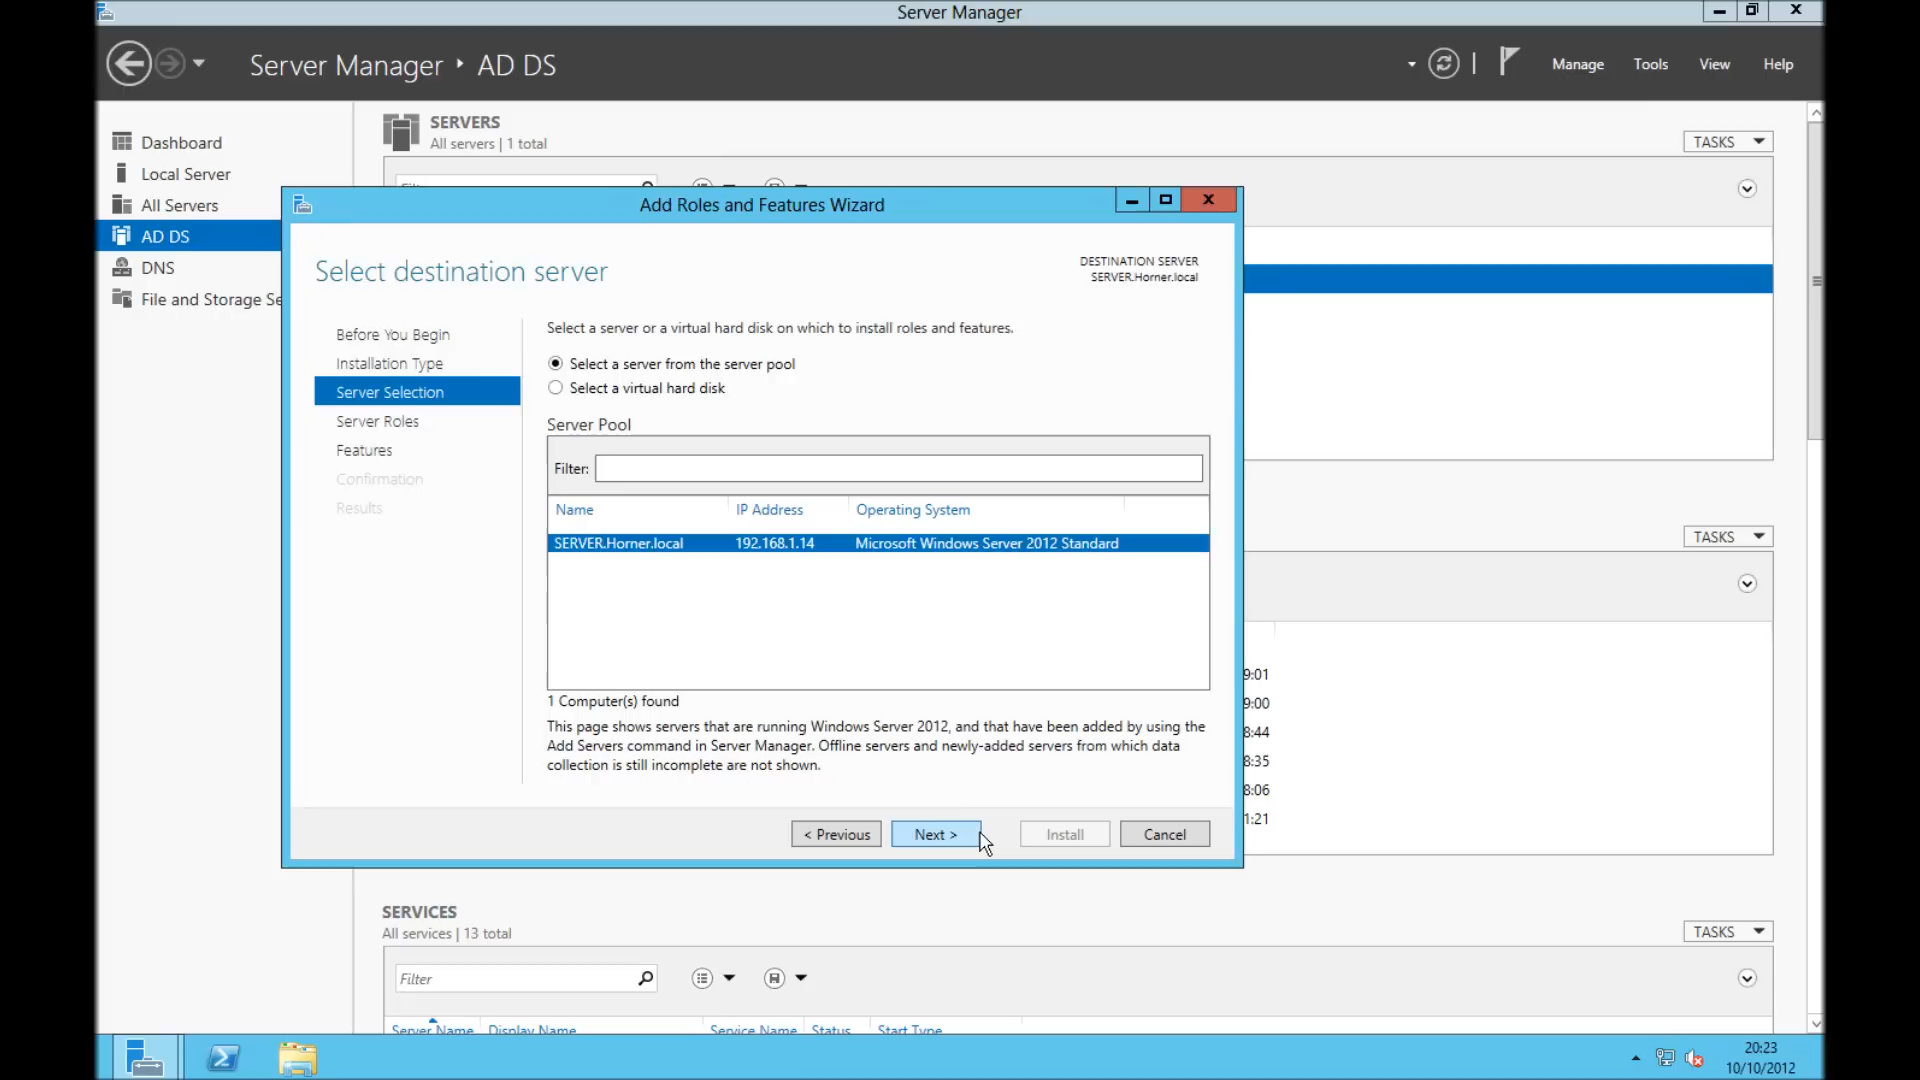 Server Manager
Server Manager ‣ AD DS
Manage Tools View Help
Dashboard
Local Server
All Servers
AD DS
DNS
File and Storage Se
SERVERS
All servers | 1 total
TASKS
Add Roles and Features Wizard
Select destination server
DESTINATION SERVER
SERVER.Horner.local
Before You Begin
Installation Type
Server Selection
Server Roles
Features
Confirmation
Results
Select a server or a virtual hard disk on which to install roles and features.
Select a server from the server pool
Select a virtual hard disk
Server Pool
Filter:
Name IP Address Operating System
SERVER.Horner.local 192.168.1.14 Microsoft Windows Server 2012 Standard
1 Computer(s) found
This page shows servers that are running Windows Server 2012, and that have been added by using the
Add Servers command in Server Manager. Offline servers and newly-added servers from which data
collection is still incomplete are not shown.
< Previous Next > Install Cancel
TASKS
9:01
9:00
8:44
8:35
8:06
1:21
SERVICES
All services | 13 total
TASKS
Filter
Server Name Display Name Service Name Status Start Type
20:23
10/10/2012